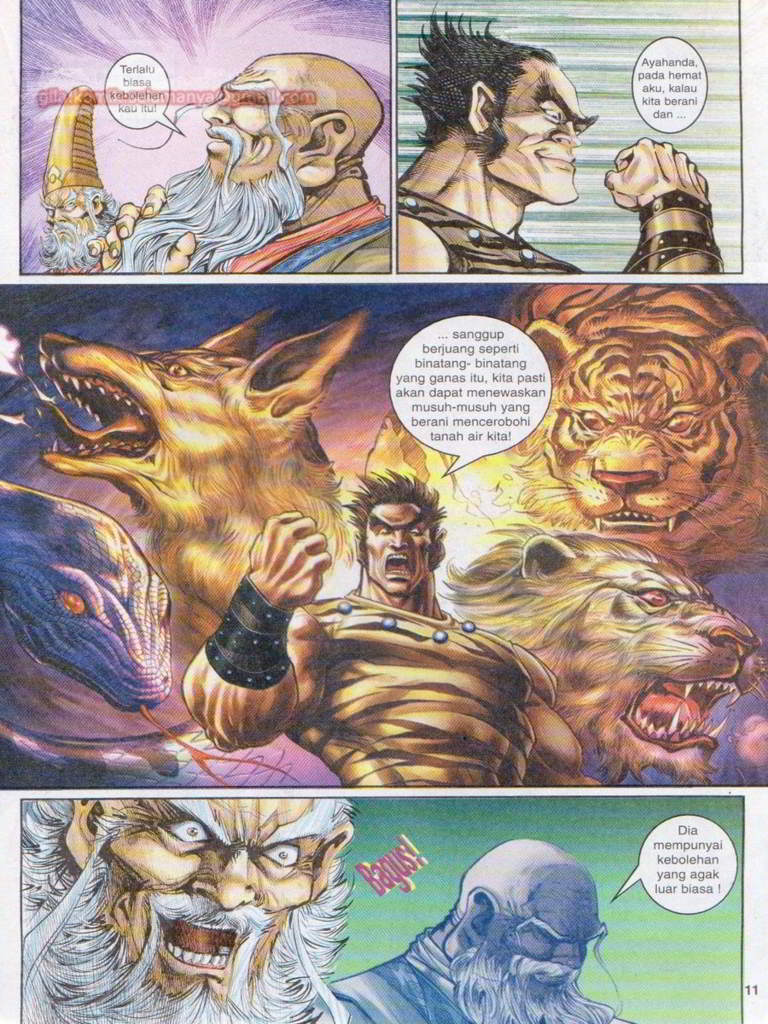 Terlalu
biasa
kebolehan
kau itu!
Ayahanda,
pada hemat
aku, kalau
kita berani
dan ...
... sanggup
berjuang seperti
binatang- binatang
yang ganas itu, kita pasti
akan dapat menewaskan
musuh-musuh yang
berani mencerobohi
tanah air kita!
Bagus!
Dia
mempunyai
kebolehan
yang agak
luar biasa !
11